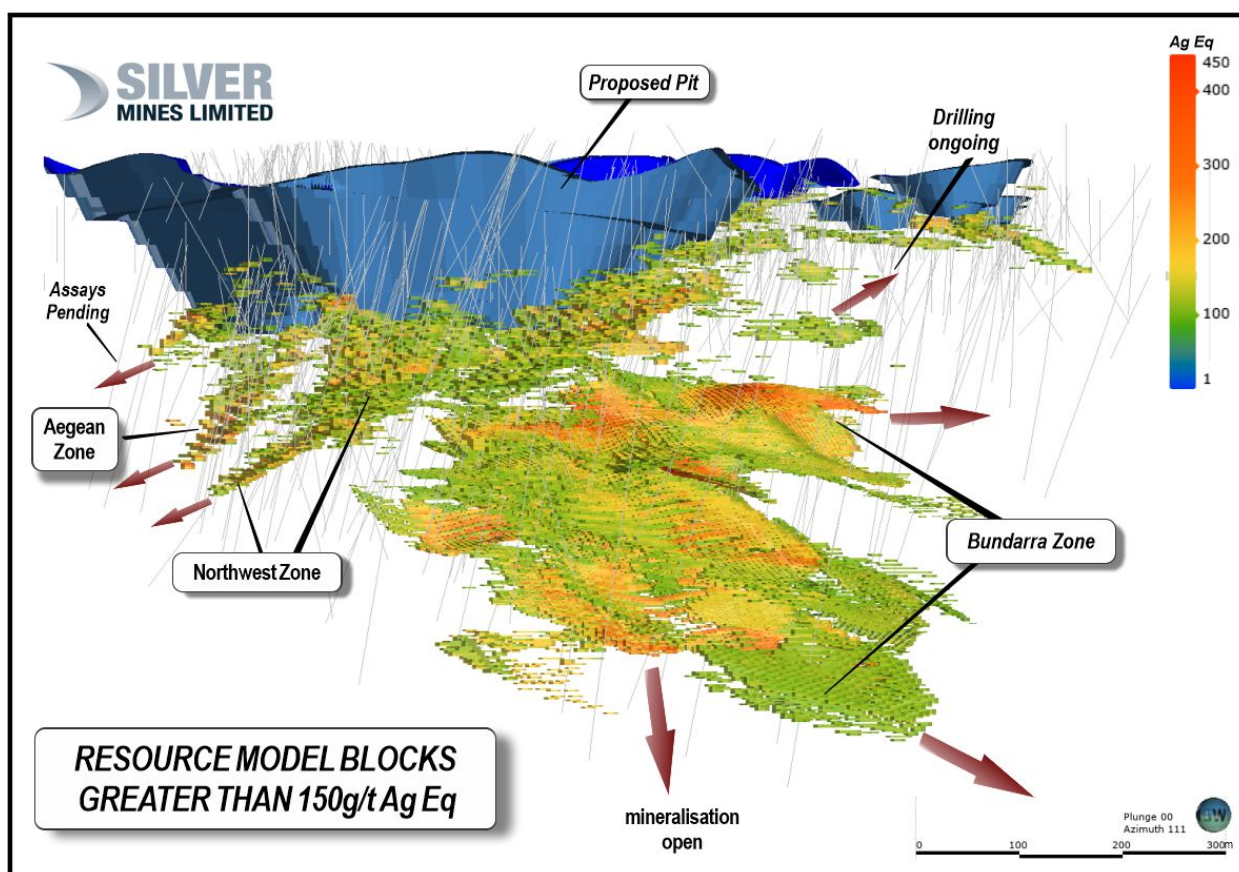 SILVER
MINES LIMITED
Proposed Pit
Drilling
ongoing
Ag Eq
450
400
300
200
100
1
Assays
Pending
Aegean
Zone
Northwest Zone
Bundarra Zone
RESOURCE MODEL BLOCKS
GREATER THAN 150g/t Ag Eq
mineralisation
open
Plunge 00
Azimuth 111
0 100 200 300m